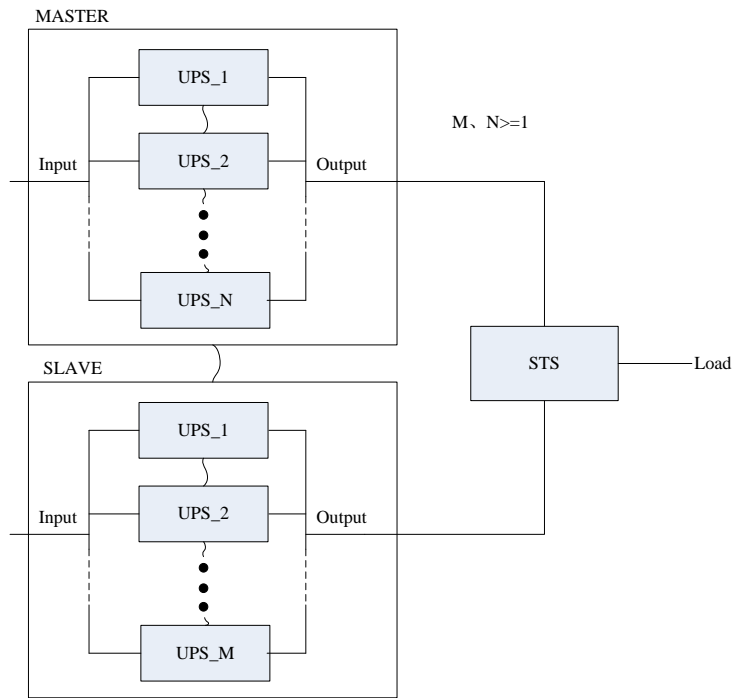 MASTER
UPS_1
M、N>=1
Input
UPS_2
Output
UPS_N
STS
Load
SLAVE
UPS_1
Input
UPS_2
Output
UPS_M